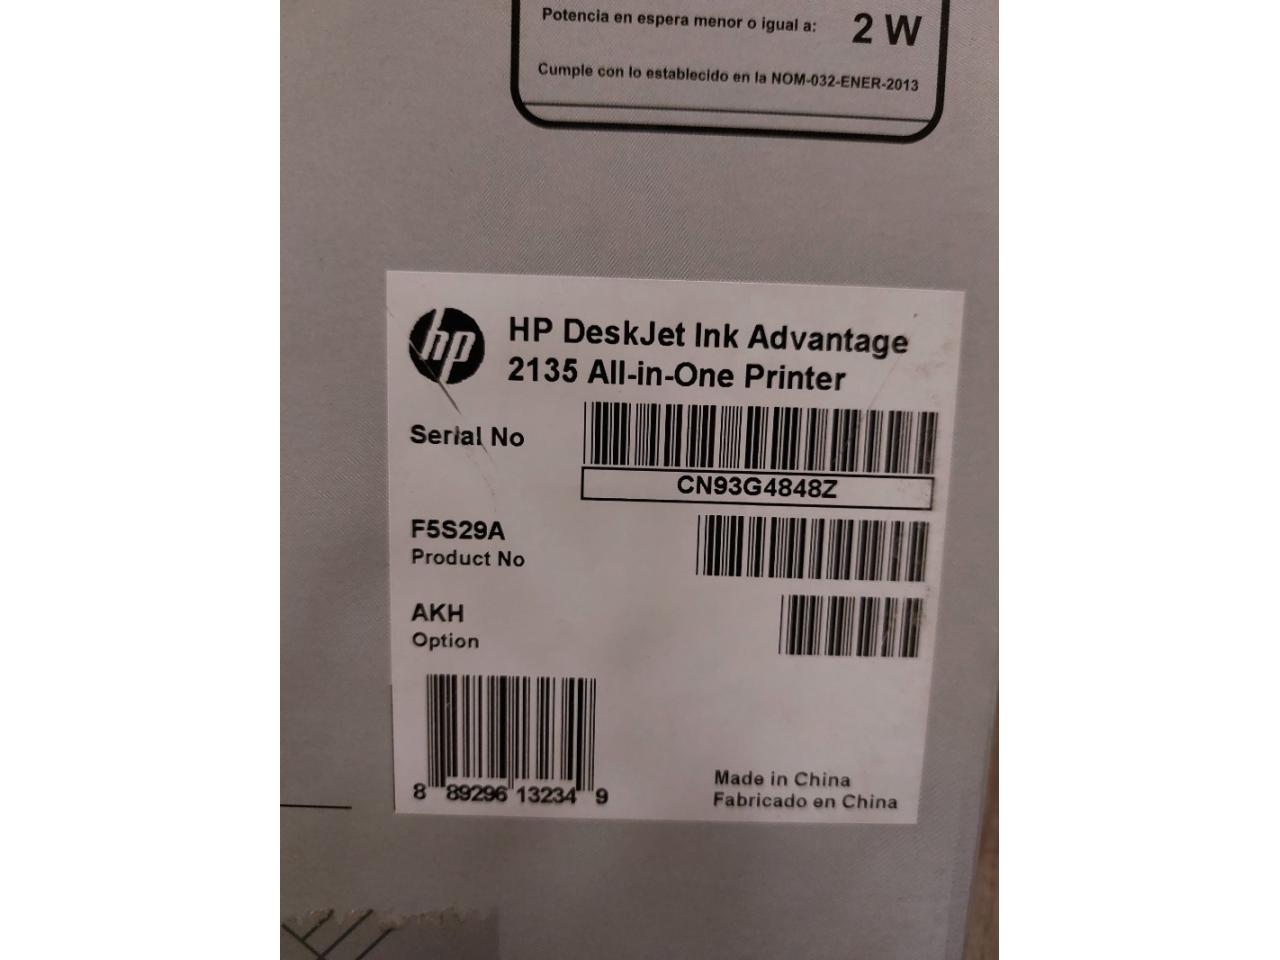 Potencia en espera menor o igual a: 2 W
Cumple con lo establecido en la NOM-032-ENER-2013
hp
HP DeskJet Ink Advantage
2135 All-in-One Printer
Serial No
CN93G4848Z
F5S29A
Product No
AKH
Option
8 89296 13234 9
Made in China
Fabricado en China